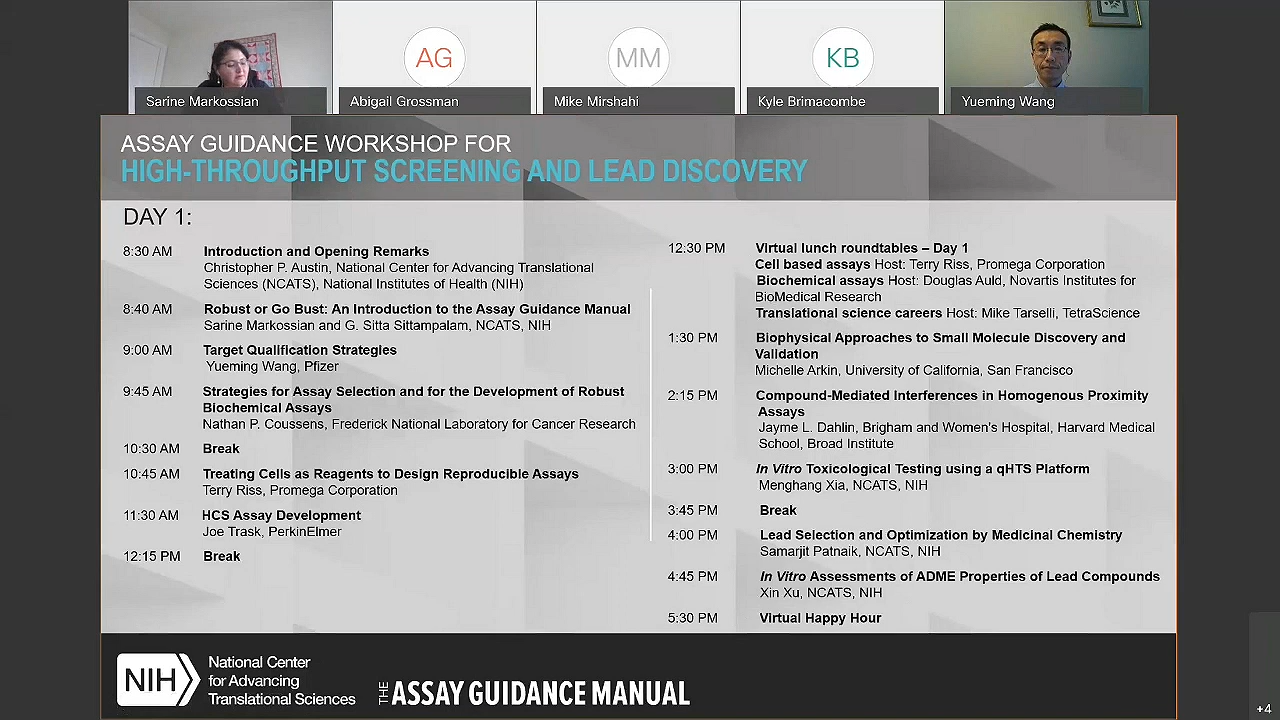 AG
MM
KB
Sarine Markossian
Abigail Grossman
Mike Mirshahi
Kyle Brimacombe
Yueming Wang
ASSAY GUIDANCE WORKSHOP FOR
HIGH-THROUGHPUT SCREENING AND LEAD DISCOVERY
DAY 1:
8:30 AM Introduction and Opening Remarks
Christopher P. Austin, National Center for Advancing Translational
Sciences (NCATS), National Institutes of Health (NIH)
8:40 AM Robust or Go Bust: An Introduction to the Assay Guidance Manual
Sarine Markossian and G. Sitta Sittampalam, NCATS, NIH
9:00 AM Target Qualification Strategies
Yueming Wang, Pfizer
9:45 AM Strategies for Assay Selection and for the Development of Robust
Biochemical Assays
Nathan P. Coussens, Frederick National Laboratory for Cancer Research
10:30 AM Break
10:45 AM Treating Cells as Reagents to Design Reproducible Assays
Terry Riss, Promega Corporation
11:30 AM HCS Assay Development
Joe Trask, PerkinElmer
12:15 PM Break
12:30 PM Virtual lunch roundtables – Day 1
Cell based assays Host: Terry Riss, Promega Corporation
Biochemical assays Host: Douglas Auld, Novartis Institutes for
BioMedical Research
Translational science careers Host: Mike Tarselli, TetraScience
1:30 PM Biophysical Approaches to Small Molecule Discovery and
Validation
Michelle Arkin, University of California, San Francisco
2:15 PM Compound-Mediated Interferences in Homogenous Proximity
Assays
Jayme L. Dahlin, Brigham and Women's Hospital, Harvard Medical
School, Broad Institute
3:00 PM In Vitro Toxicological Testing using a qHTS Platform
Menghang Xia, NCATS, NIH
3:45 PM Break
4:00 PM Lead Selection and Optimization by Medicinal Chemistry
Samarjit Patnaik, NCATS, NIH
4:45 PM In Vitro Assessments of ADME Properties of Lead Compounds
Xin Xu, NCATS, NIH
5:30 PM Virtual Happy Hour
NIH
National Center
for Advancing
Translational Sciences
THE ASSAY GUIDANCE MANUAL
+4